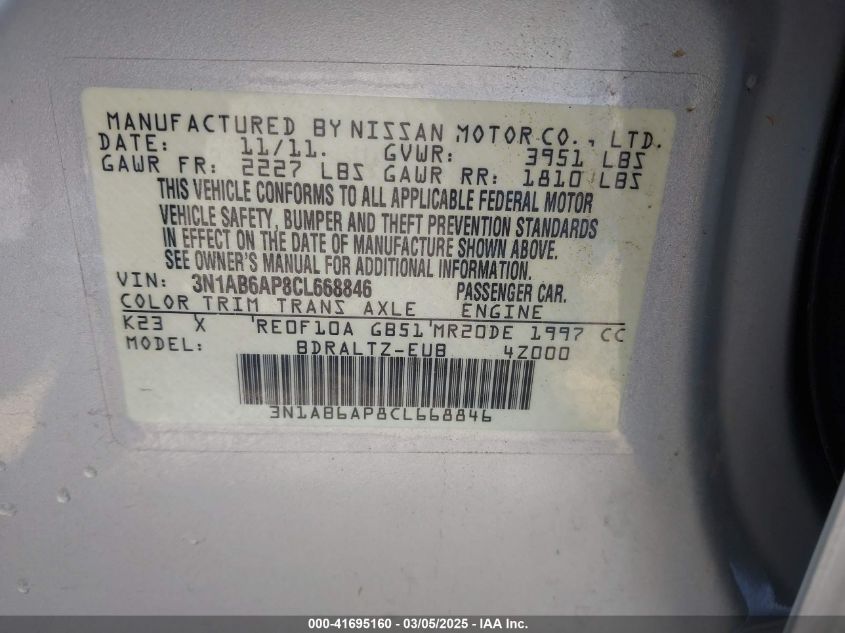 MANUFACTURED BY NISSAN MOTOR CO., LTD.
DATE: 11/11. GVWR: 3951 LBS
GAWR FR: 2227 LBS GAWR RR: 1810 LBS
THIS VEHICLE CONFORMS TO ALL APPLICABLE FEDERAL MOTOR
VEHICLE SAFETY, BUMPER AND THEFT PREVENTION STANDARDS
IN EFFECT ON THE DATE OF MANUFACTURE SHOWN ABOVE.
SEE OWNER'S MANUAL FOR ADDITIONAL INFORMATION.
VIN: 3N1AB6AP8CL668846 PASSENGER CAR.
COLOR TRIM TRANS AXLE ENGINE
K23 X RE0F10A GB51 MR20DE 1997 CC
MODEL: BDRALTZ-EUB 4Z000
3N1AB6AP8CL668846
000-41695160 - 03/05/2025 - IAA Inc.